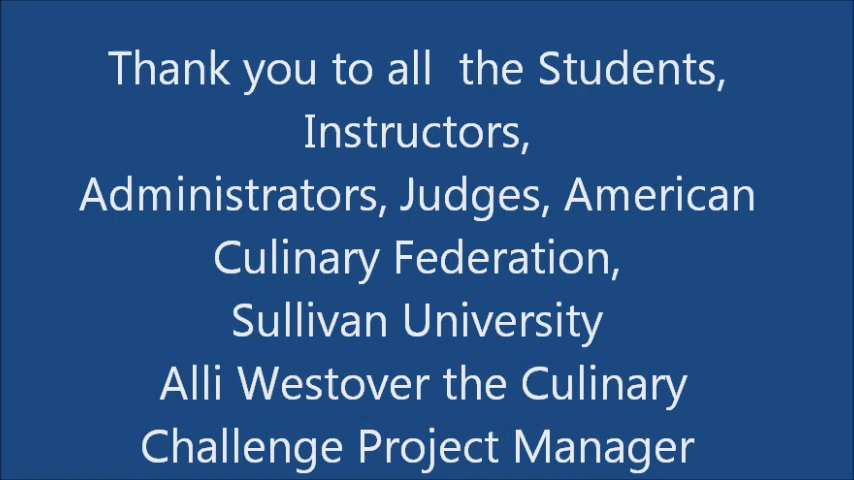 Thank you to all  the Students,
Instructors,
Administrators, Judges, American
Culinary Federation,
Sullivan University
Alli Westover the Culinary
Challenge Project Manager